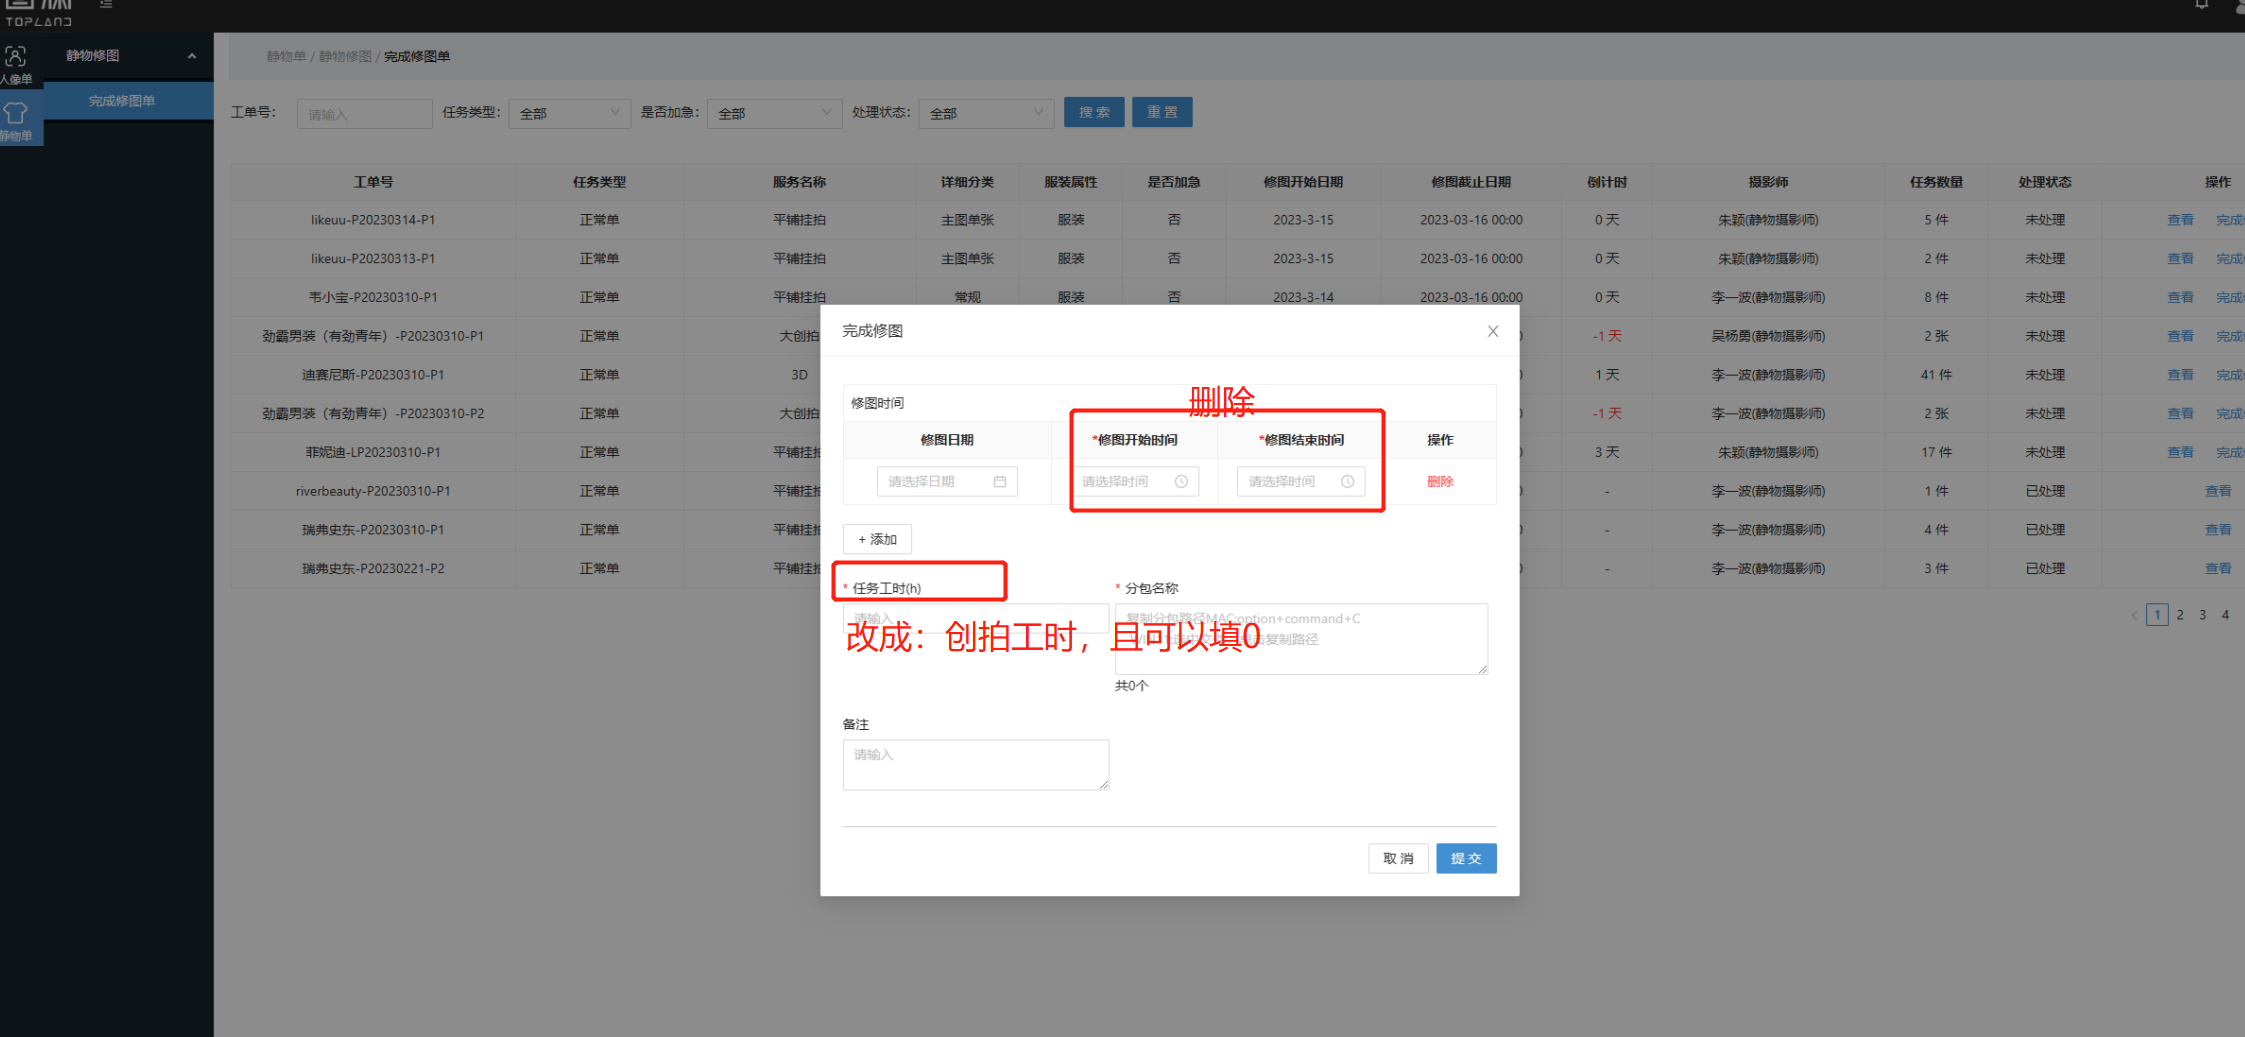 TOPLAND
人像单
静物单
静物修图
完成修图单
静物单 / 静物修图 / 完成修图单
工单号: 请输入 任务类型: 全部 是否加急: 全部 处理状态: 全部 搜 索 重 置
工单号 任务类型 服务名称 详细分类 服装属性 是否加急 修图开始日期 修图截止日期 倒计时 摄影师 任务数量 处理状态 操作
likeuu-P20230314-P1 正常单 平铺挂拍 主图单张 服装 否 2023-3-15 2023-03-16 00:00 0 天 朱颖(静物摄影师) 5 件 未处理 查看 完成
likeuu-P20230313-P1 正常单 平铺挂拍 主图单张 服装 否 2023-3-15 2023-03-16 00:00 0 天 朱颖(静物摄影师) 2 件 未处理 查看 完成
韦小宝-P20230310-P1 正常单 平铺挂拍 常规 服装 否 2023-3-14 2023-03-16 00:00 0 天 李一波(静物摄影师) 8 件 未处理 查看 完成
劲霸男装（有劲青年）-P20230310-P1 正常单 大创拍 0 -1 天 吴杨勇(静物摄影师) 2 张 未处理 查看 完成
迪赛尼斯-P20230310-P1 正常单 3D 0 1 天 李一波(静物摄影师) 41 件 未处理 查看 完成
劲霸男装（有劲青年）-P20230310-P2 正常单 大创拍 0 -1 天 李一波(静物摄影师) 2 张 未处理 查看 完成
菲妮迪-LP20230310-P1 正常单 平铺挂 0 3 天 朱颖(静物摄影师) 17 件 未处理 查看 完成
riverbeauty-P20230310-P1 正常单 平铺挂 0 - 李一波(静物摄影师) 1 件 已处理 查看
瑞弗史东-P20230310-P1 正常单 平铺挂 0 - 李一波(静物摄影师) 4 件 已处理 查看
瑞弗史东-P20230221-P2 正常单 平铺挂 0 - 李一波(静物摄影师) 3 件 已处理 查看
< 1 2 3 4
完成修图 X
修图时间
删除
修图日期 *修图开始时间 *修图结束时间 操作
请选择日期 请选择时间 请选择时间 删除
+ 添加
* 任务工时(h) * 分包名称
请输入 复制分包路径MAC:option+command+C
改成：创拍工时，且可以填0
击复制路径
共0个
备注
请输入
取 消 提 交